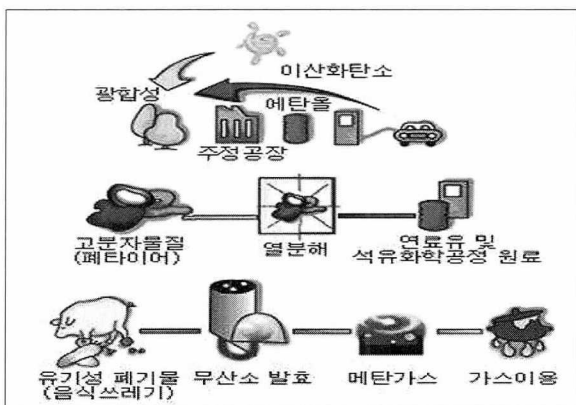 이산화탄소
광합성
에탄올
주정공장
고분자물질
(폐타이어)
열분해
연료유 및
석유화학공정 원료
유기성 폐기물
(음식쓰레기)
무산소 발효
메탄가스
가스이용